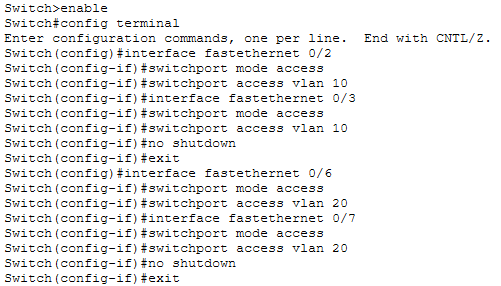 Switch>enable
Switch#config terminal
Enter configuration commands, one per line.  End with CNTL/Z.
Switch(config)#interface fastethernet 0/2
Switch(config-if)#switchport mode access
Switch(config-if)#switchport access vlan 10
Switch(config-if)#interface fastethernet 0/3
Switch(config-if)#switchport mode access
Switch(config-if)#switchport access vlan 10
Switch(config-if)#no shutdown
Switch(config-if)#exit
Switch(config)#interface fastethernet 0/6
Switch(config-if)#switchport mode access
Switch(config-if)#switchport access vlan 20
Switch(config-if)#interface fastethernet 0/7
Switch(config-if)#switchport mode access
Switch(config-if)#switchport access vlan 20
Switch(config-if)#no shutdown
Switch(config-if)#exit